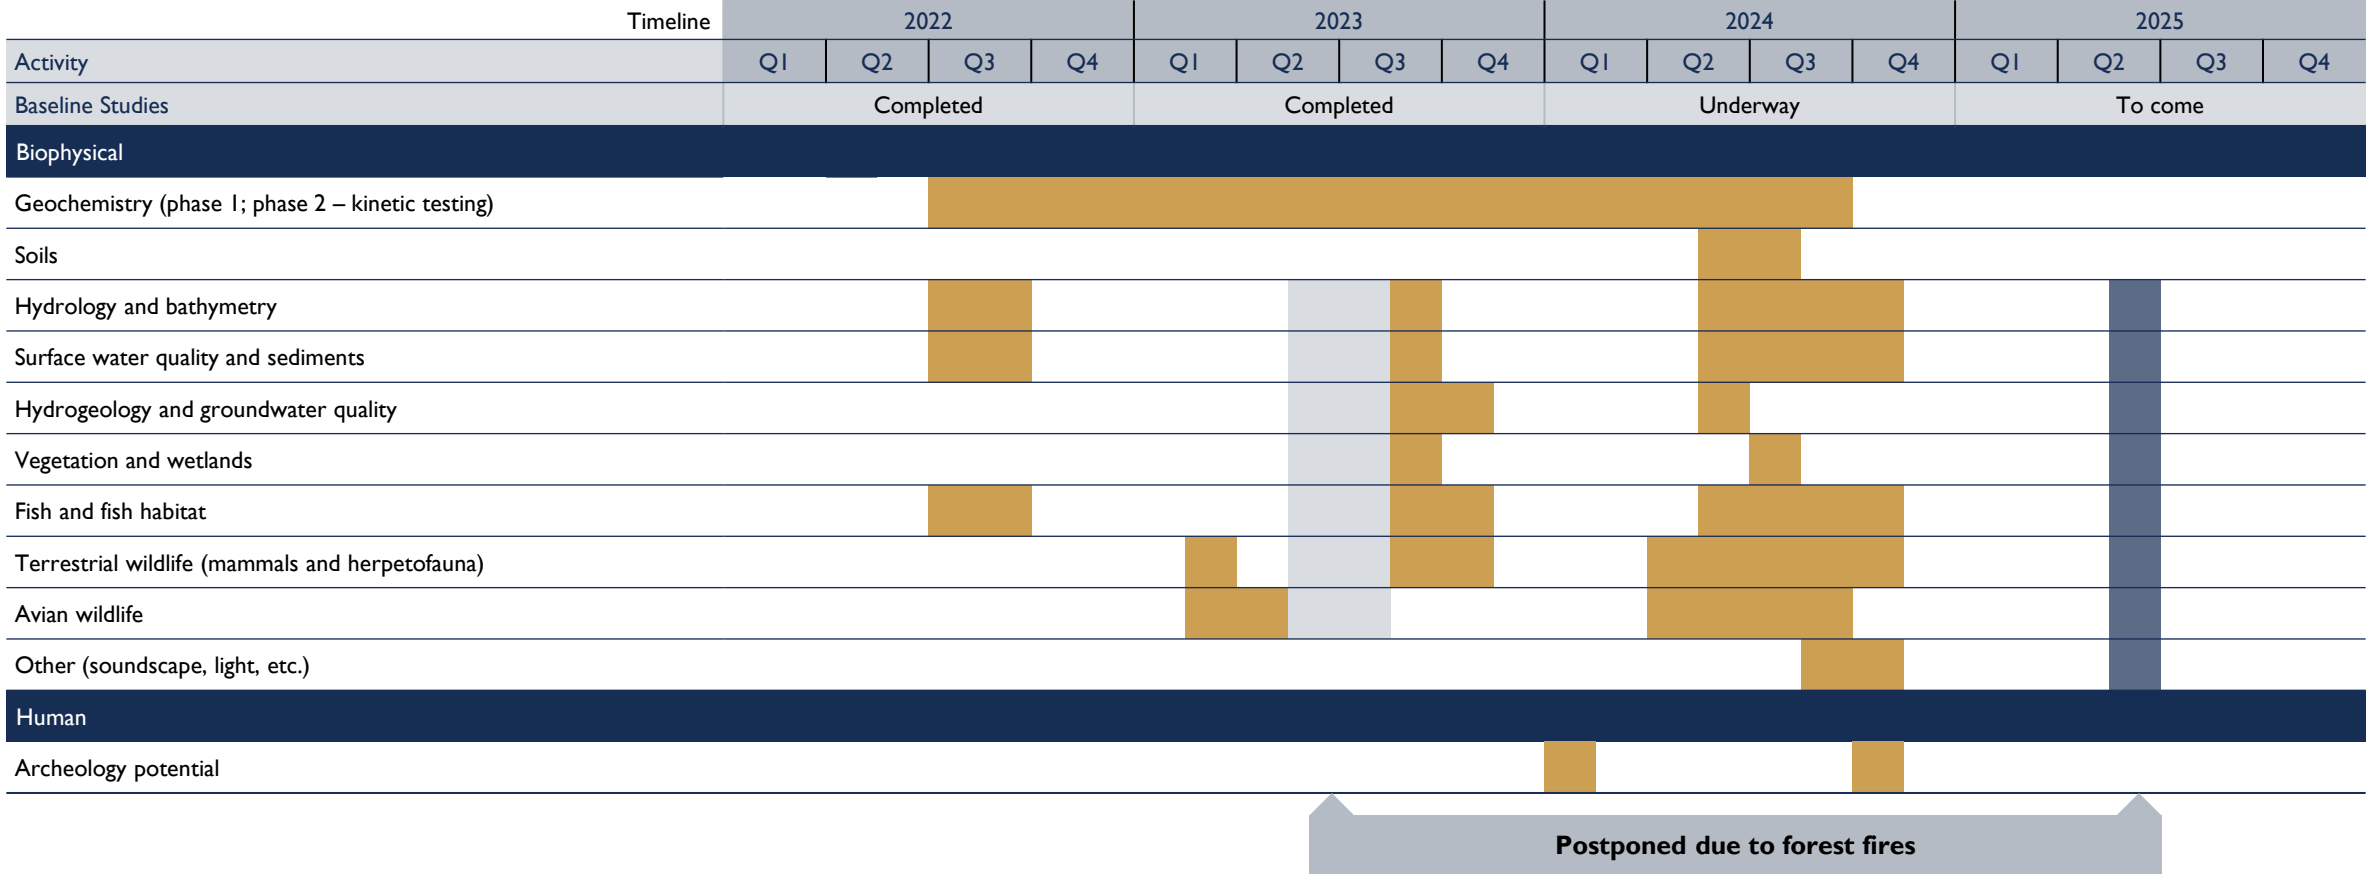 Timeline 2022 2023 2024 2025
Activity Q1 Q2 Q3 Q4 Q1 Q2 Q3 Q4 Q1 Q2 Q3 Q4 Q1 Q2 Q3 Q4
Baseline Studies Completed Completed Underway To come
Biophysical
Geochemistry (phase 1; phase 2 – kinetic testing)
Soils
Hydrology and bathymetry
Surface water quality and sediments
Hydrogeology and groundwater quality
Vegetation and wetlands
Fish and fish habitat
Terrestrial wildlife (mammals and herpetofauna)
Avian wildlife
Other (soundscape, light, etc.)
Human
Archeology potential
Postponed due to forest fires